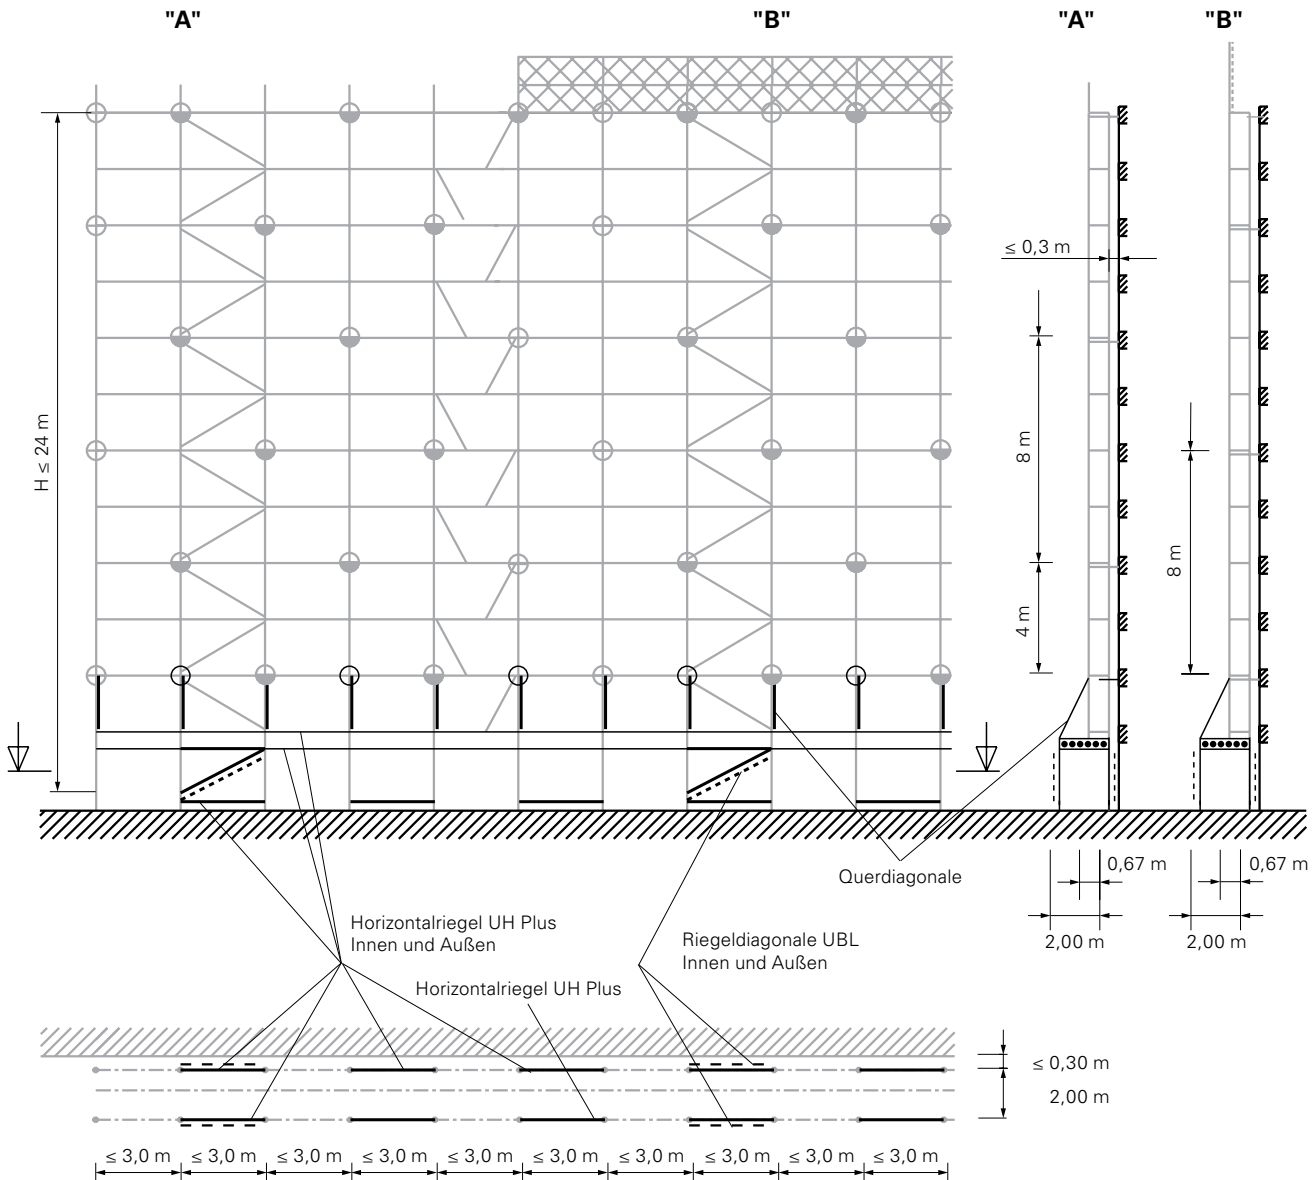 "A"
"B"
"A"
"B"
≤ 0,3 m
H ≤ 24 m
8 m
4 m
8 m
Querdiagonale
0,67 m
0,67 m
2,00 m
2,00 m
Horizontalriegel UH Plus
Innen und Außen
Riegeldiagonale UBL
Innen und Außen
Horizontalriegel UH Plus
≤ 0,30 m
2,00 m
≤ 3,0 m
≤ 3,0 m
≤ 3,0 m
≤ 3,0 m
≤ 3,0 m
≤ 3,0 m
≤ 3,0 m
≤ 3,0 m
≤ 3,0 m
≤ 3,0 m